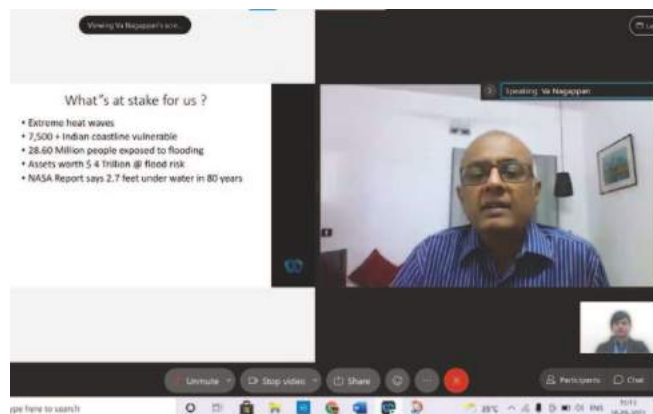 Viewing Va Nagappan's scre...
Speaking: Va Nagappan
What"s at stake for us ?
• Extreme heat waves
• 7,500 + Indian coastline vulnerable
• 28.60 Million people exposed to flooding
• Assets worth $ 4 Trillion @ flood risk
• NASA Report says 2.7 feet under water in 80 years
Unmute
Stop video
Share
Participants
Chat
ype here to search
ENG